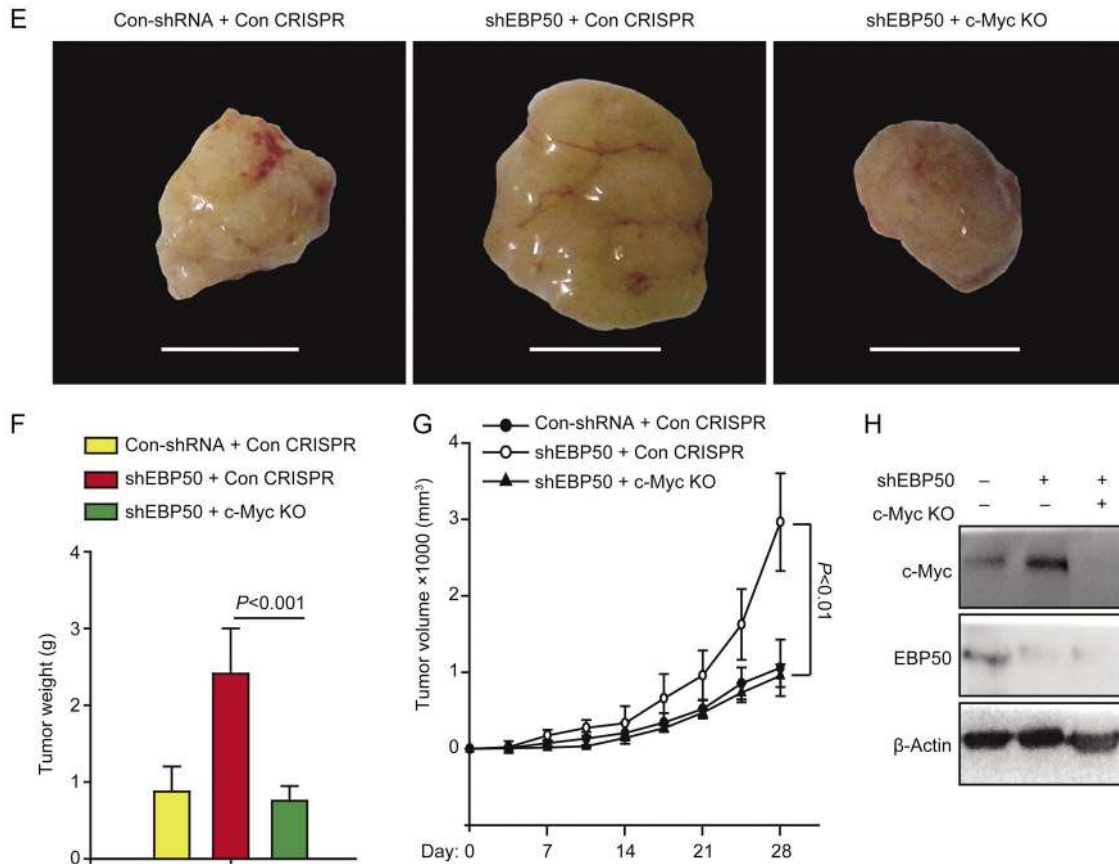 E
Con-shRNA + Con CRISPR
shEBP50 + Con CRISPR
shEBP50 + c-Myc KO
F
Con-shRNA + Con CRISPR
shEBP50 + Con CRISPR
shEBP50 + c-Myc KO
Tumor weight (g)
4
3
2
1
0
P<0.001
G
Con-shRNA + Con CRISPR
shEBP50 + Con CRISPR
shEBP50 + c-Myc KO
Tumor volume ×1000 (mm³)
4
3
2
1
0
P<0.01
Day: 0 7 14 21 28
H
shEBP50 – + +
c-Myc KO – – +
c-Myc
EBP50
β-Actin